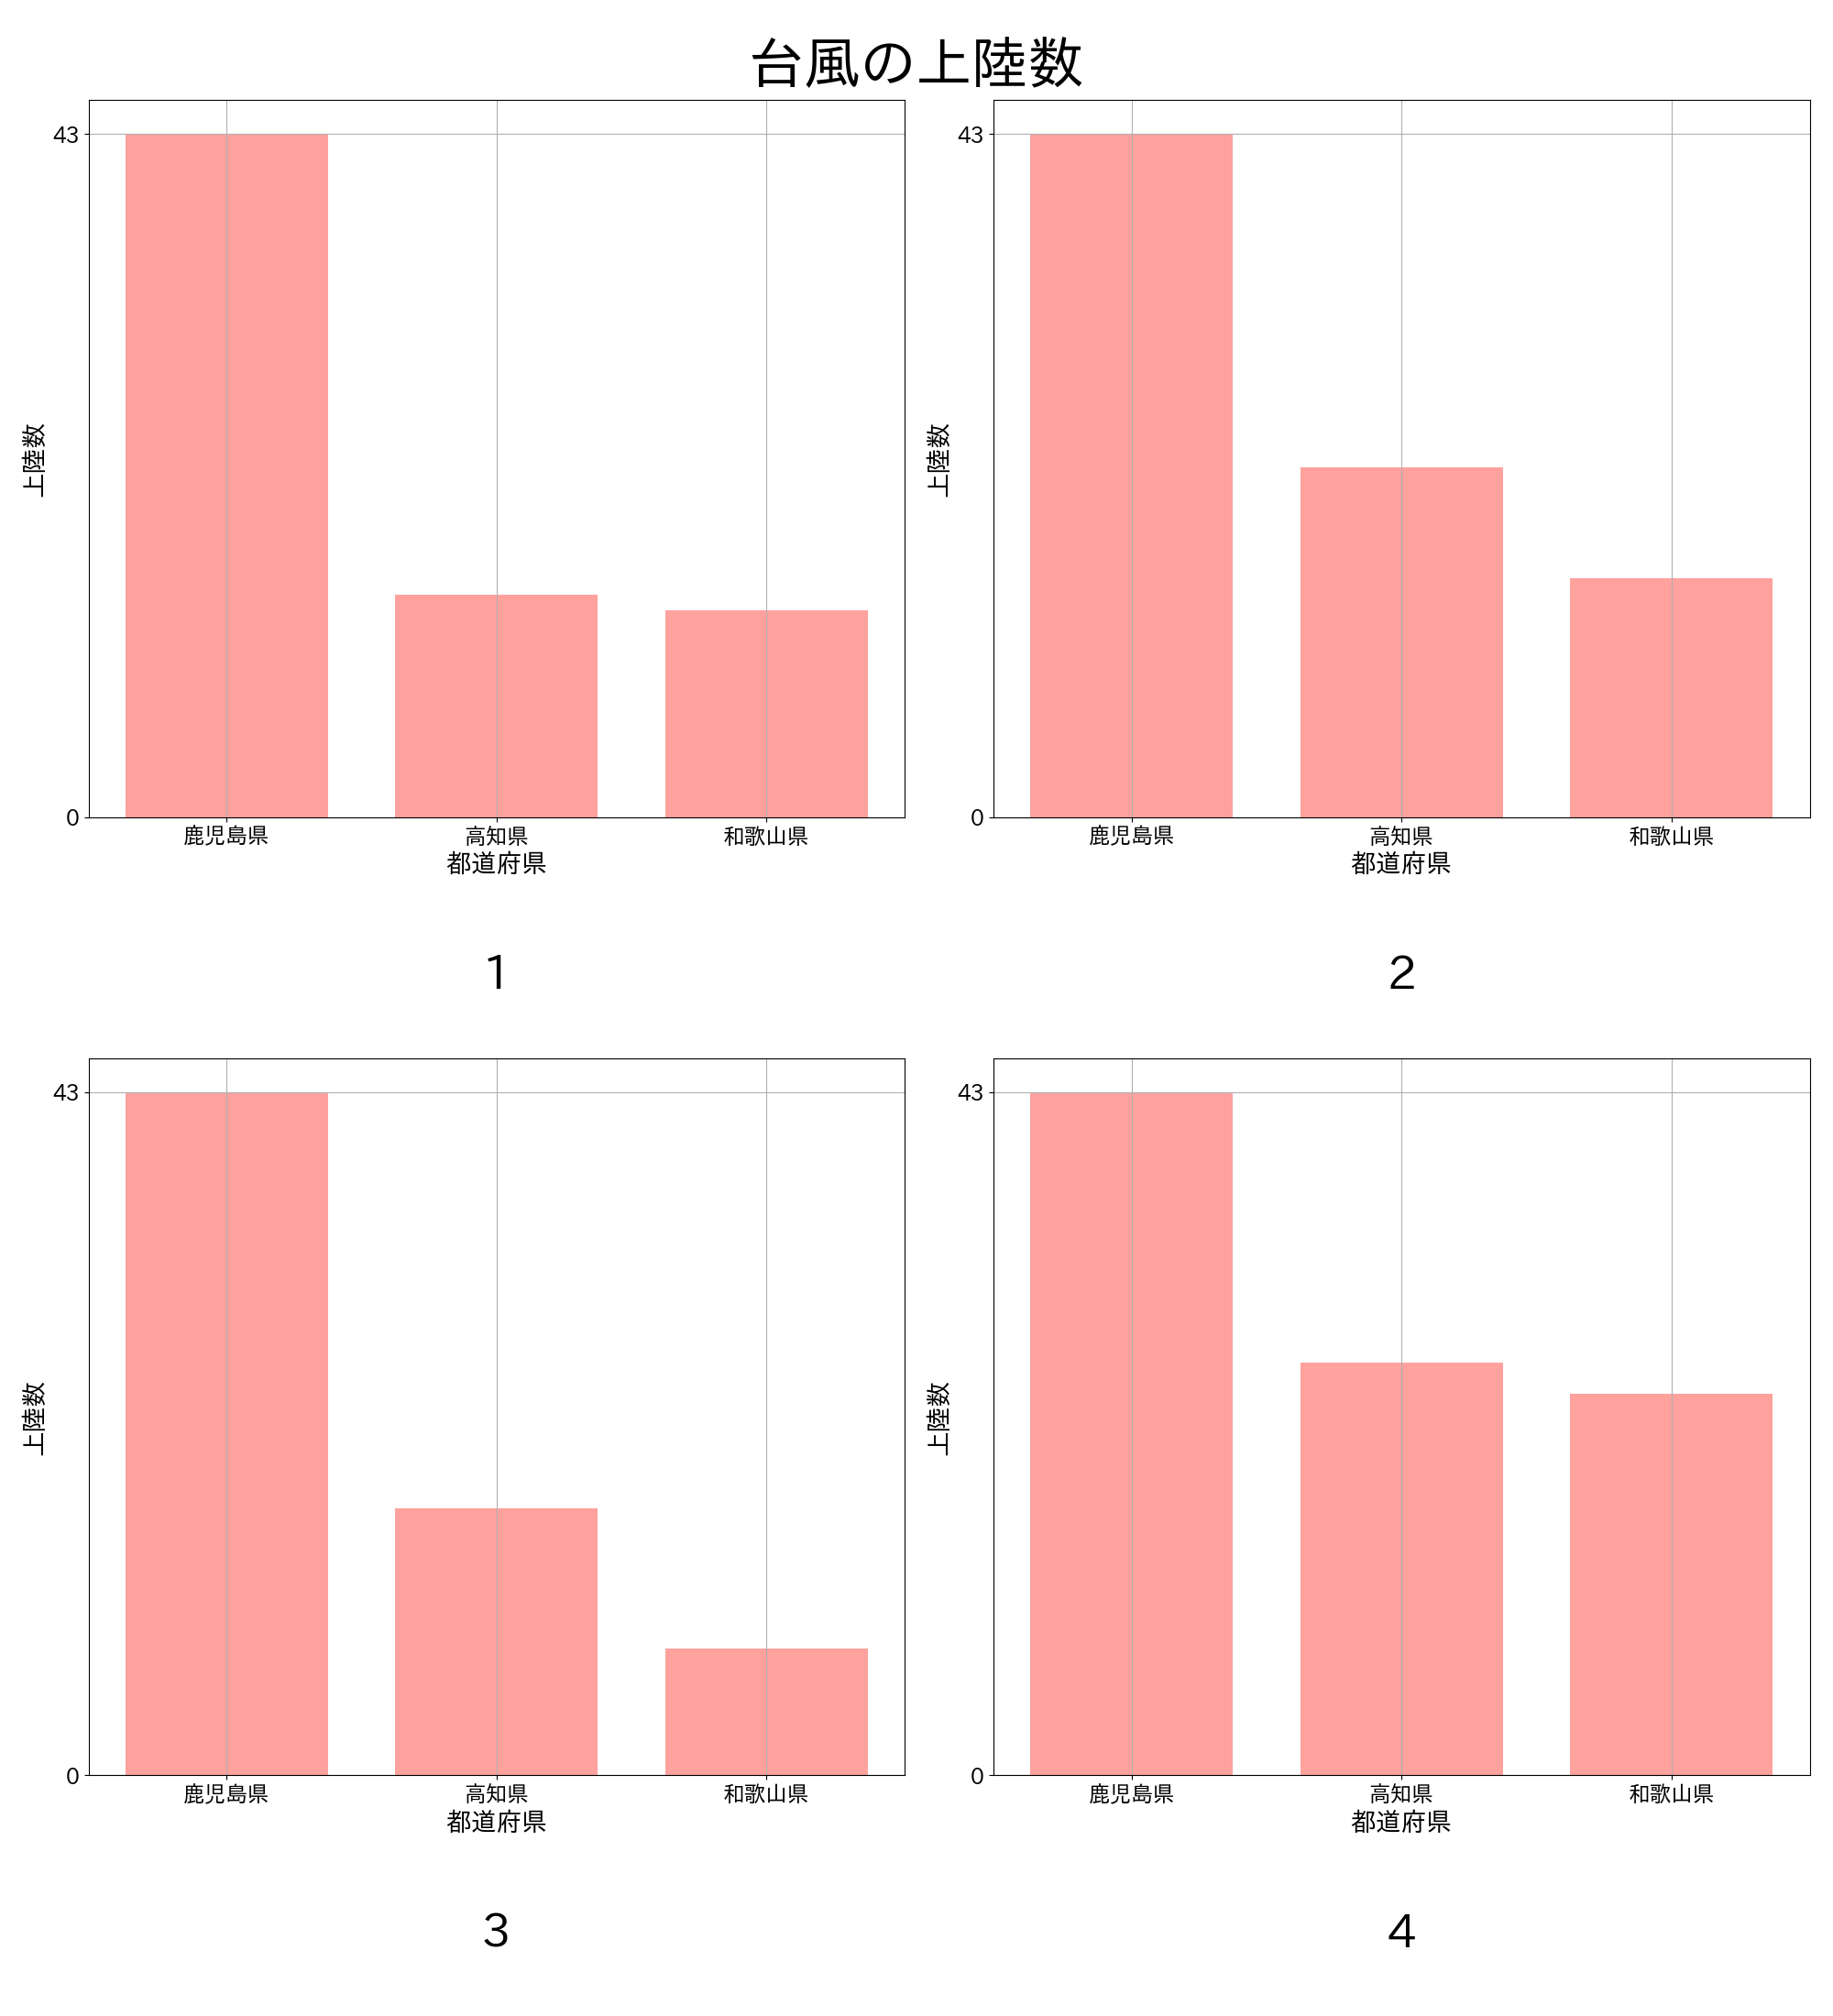 台風の上陸数
43
0
上陸数
鹿児島県 高知県 和歌山県
都道府県
1
43
0
上陸数
鹿児島県 高知県 和歌山県
都道府県
2
43
0
上陸数
鹿児島県 高知県 和歌山県
都道府県
3
43
0
上陸数
鹿児島県 高知県 和歌山県
都道府県
4